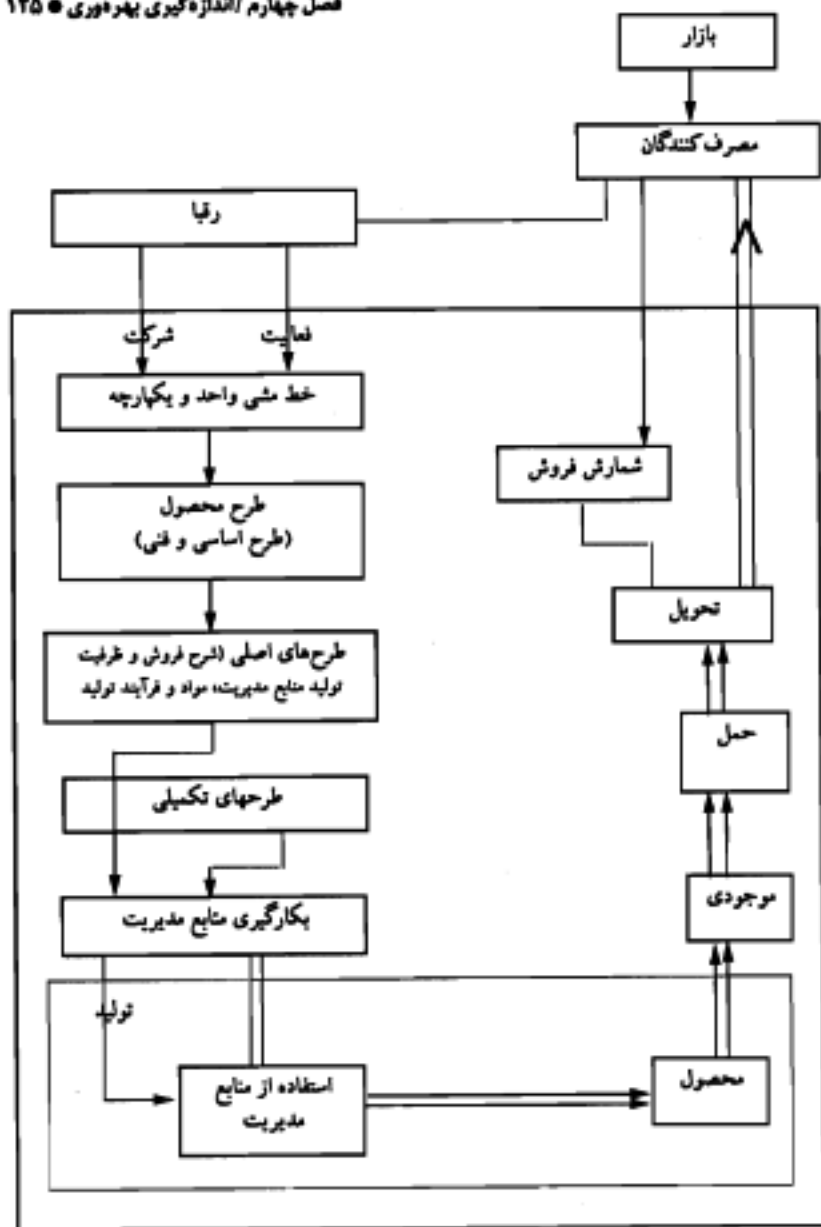 فصل چهارم / اندازه‌گیری بهره‌وری ● ۱۲۵
بازار
مصرف‌کنندگان
رقبا
شرکت
فعالیت
خط مشی واحد و یکپارچه
شمارش فروش
طرح محصول
(طرح اساسی و فنی)
تحویل
طرح‌های اصلی (شرح فروش و ظرفیت
تولید منابع مدیریت، مواد و فرآیند تولید
حمل
طرحهای تکمیلی
موجودی
بکارگیری منابع مدیریت
تولید
استفاده از منابع
مدیریت
محصول